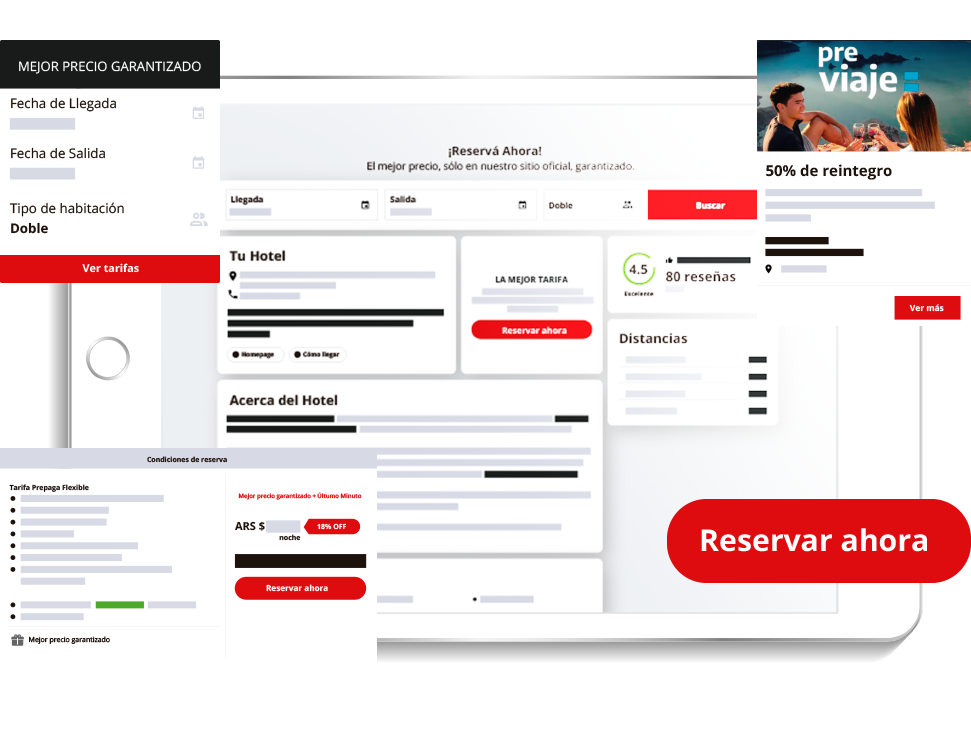 MEJOR PRECIO GARANTIZADO
Fecha de Llegada
Fecha de Salida
Tipo de habitación
Doble
Ver tarifas
¡Reservá Ahora!
El mejor precio, sólo en nuestro sitio oficial, garantizado.
Llegada
Salida
Doble
Buscar
Tu Hotel
Homepage
Cómo llegar
LA MEJOR TARIFA
Reservar ahora
4.5
Excelente
80 reseñas
Distancias
Acerca del Hotel
pre
viaje
50% de reintegro
Ver más
Condiciones de reserva
Tarifa Prepaga Flexible
Mejor precio garantizado
Mejor precio garantizado + Últumo Minuto
ARS $
noche
18% OFF
Reservar ahora
Reservar ahora